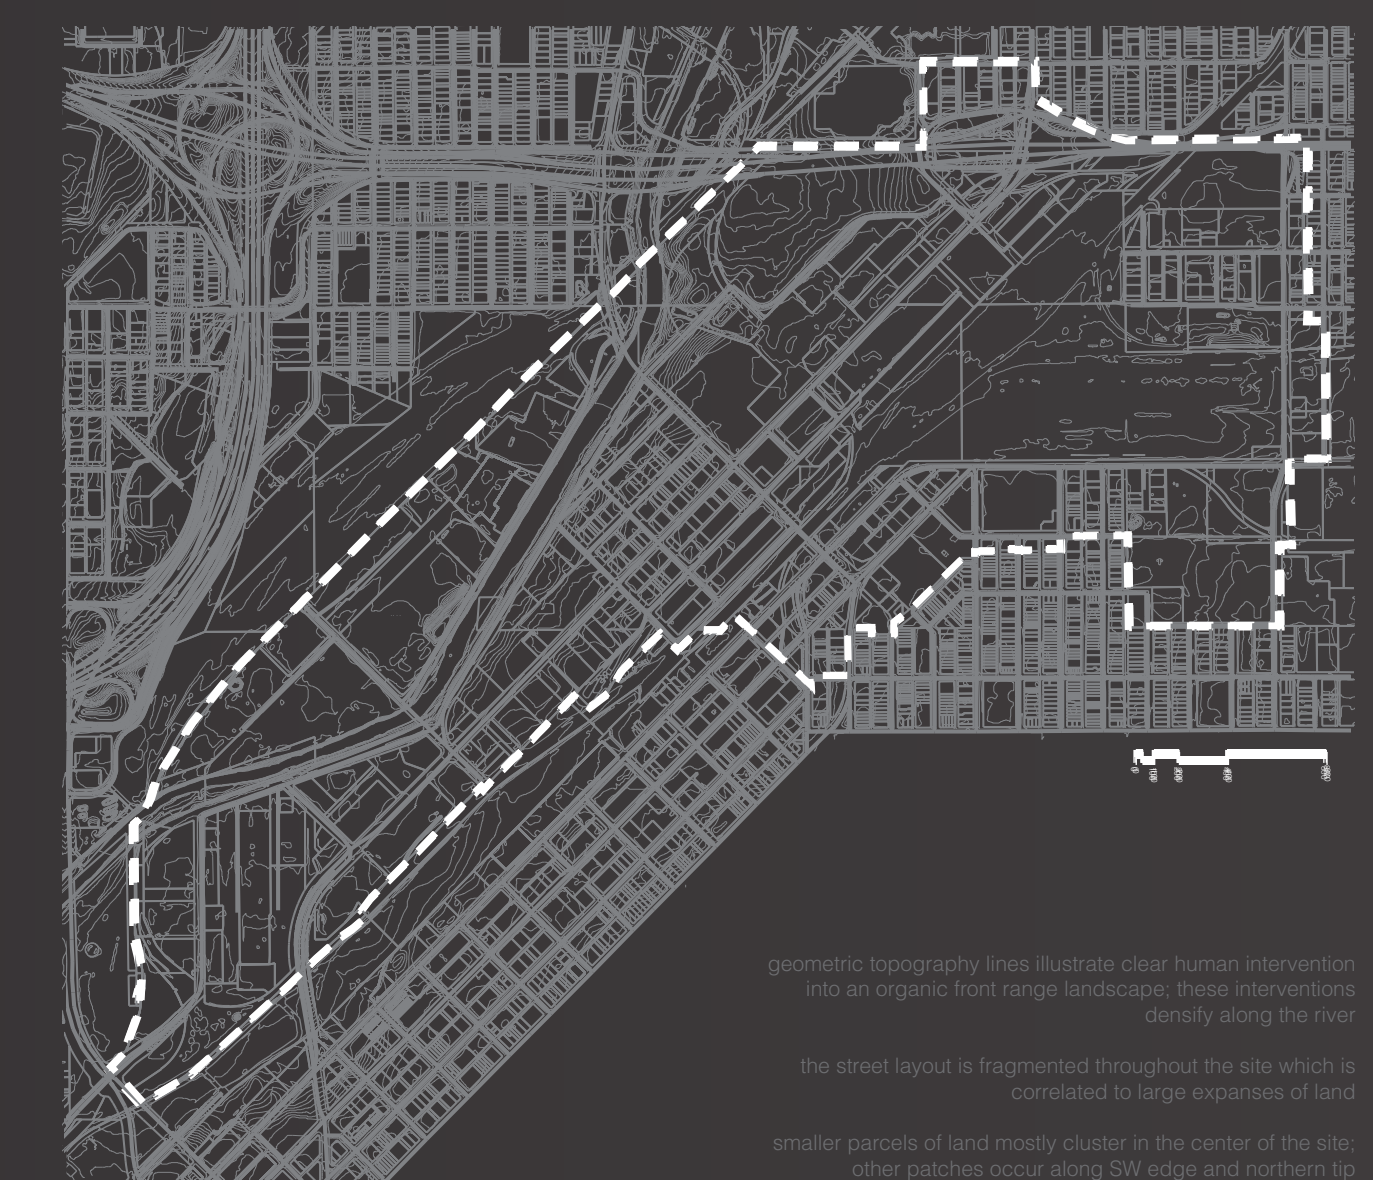 geometric topography lines illustrate clear human intervention
into an organic front range landscape; these interventions
densify along the river
the street layout is fragmented throughout the site which is
correlated to large expanses of land
smaller parcels of land mostly cluster in the center of the site;
other patches occur along SW edge and northern tip